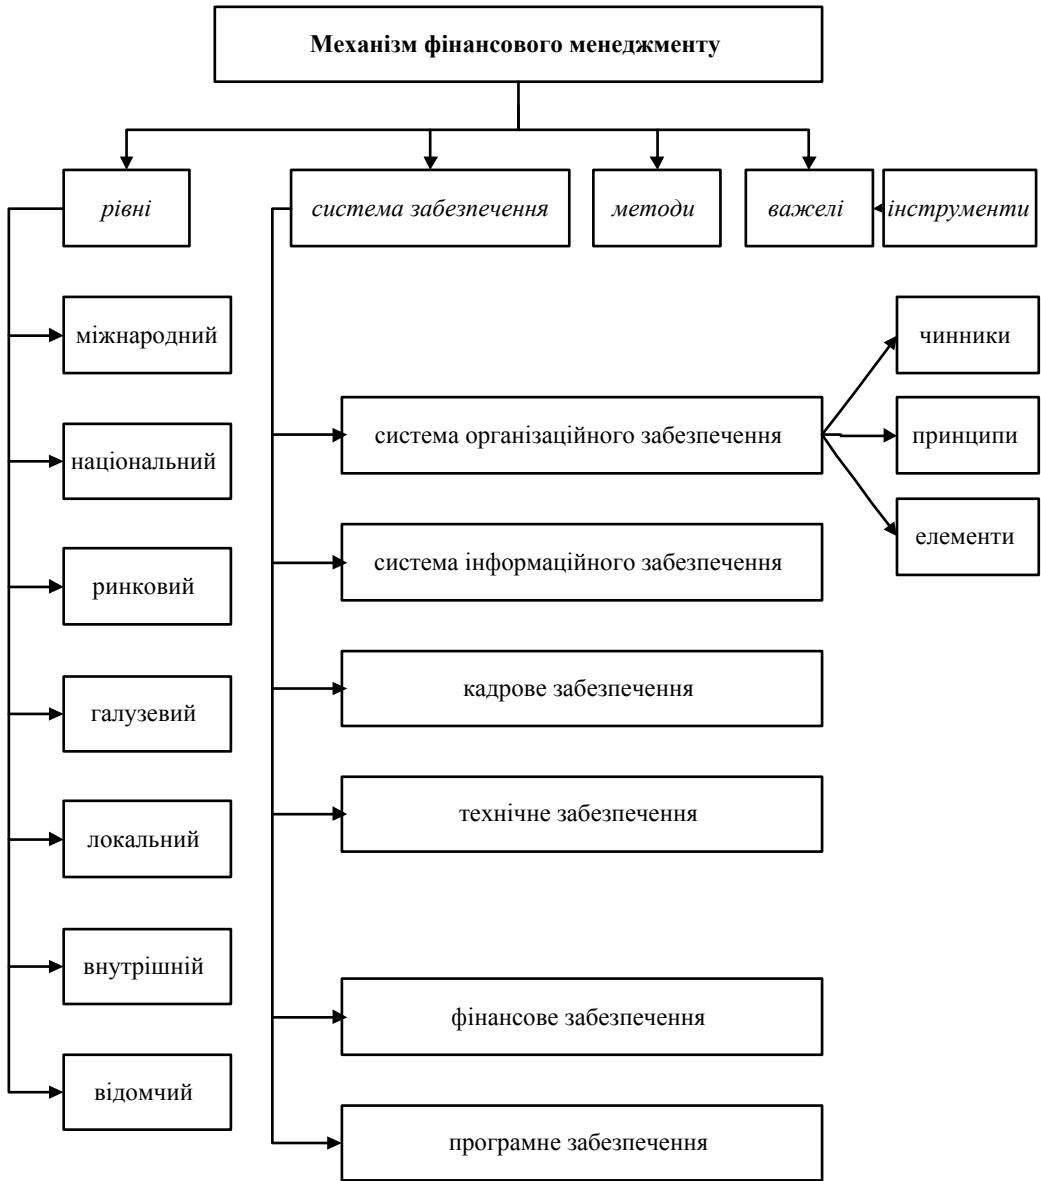 Механізм фінансового менеджменту
рівні
система забезпечення
методи
важелі
інструменти
міжнародний
національний
ринковий
галузевий
локальний
внутрішній
відомчий
система організаційного забезпечення
чинники
принципи
елементи
система інформаційного забезпечення
кадрове забезпечення
технічне забезпечення
фінансове забезпечення
програмне забезпечення